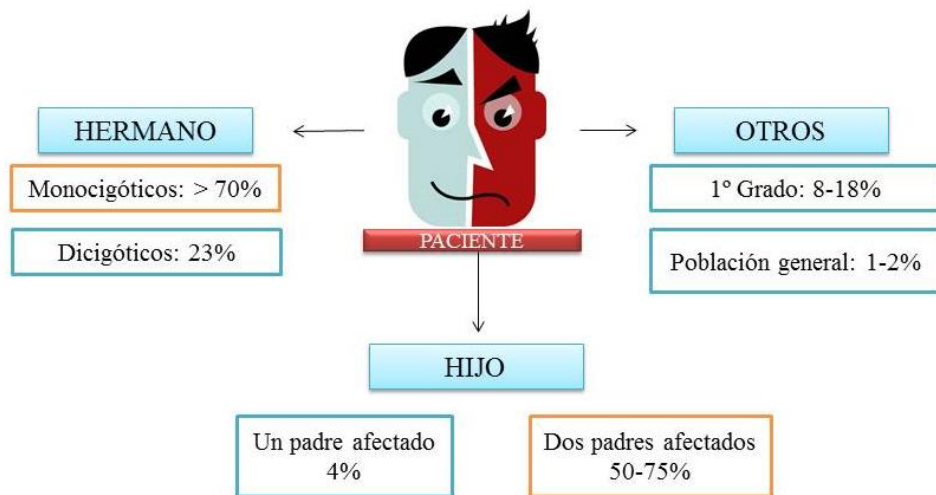 HERMANO
Monocigóticos: > 70%
Dicigóticos: 23%
PACIENTE
OTROS
1º Grado: 8-18%
Población general: 1-2%
HIJO
Un padre afectado
4%
Dos padres afectados
50-75%